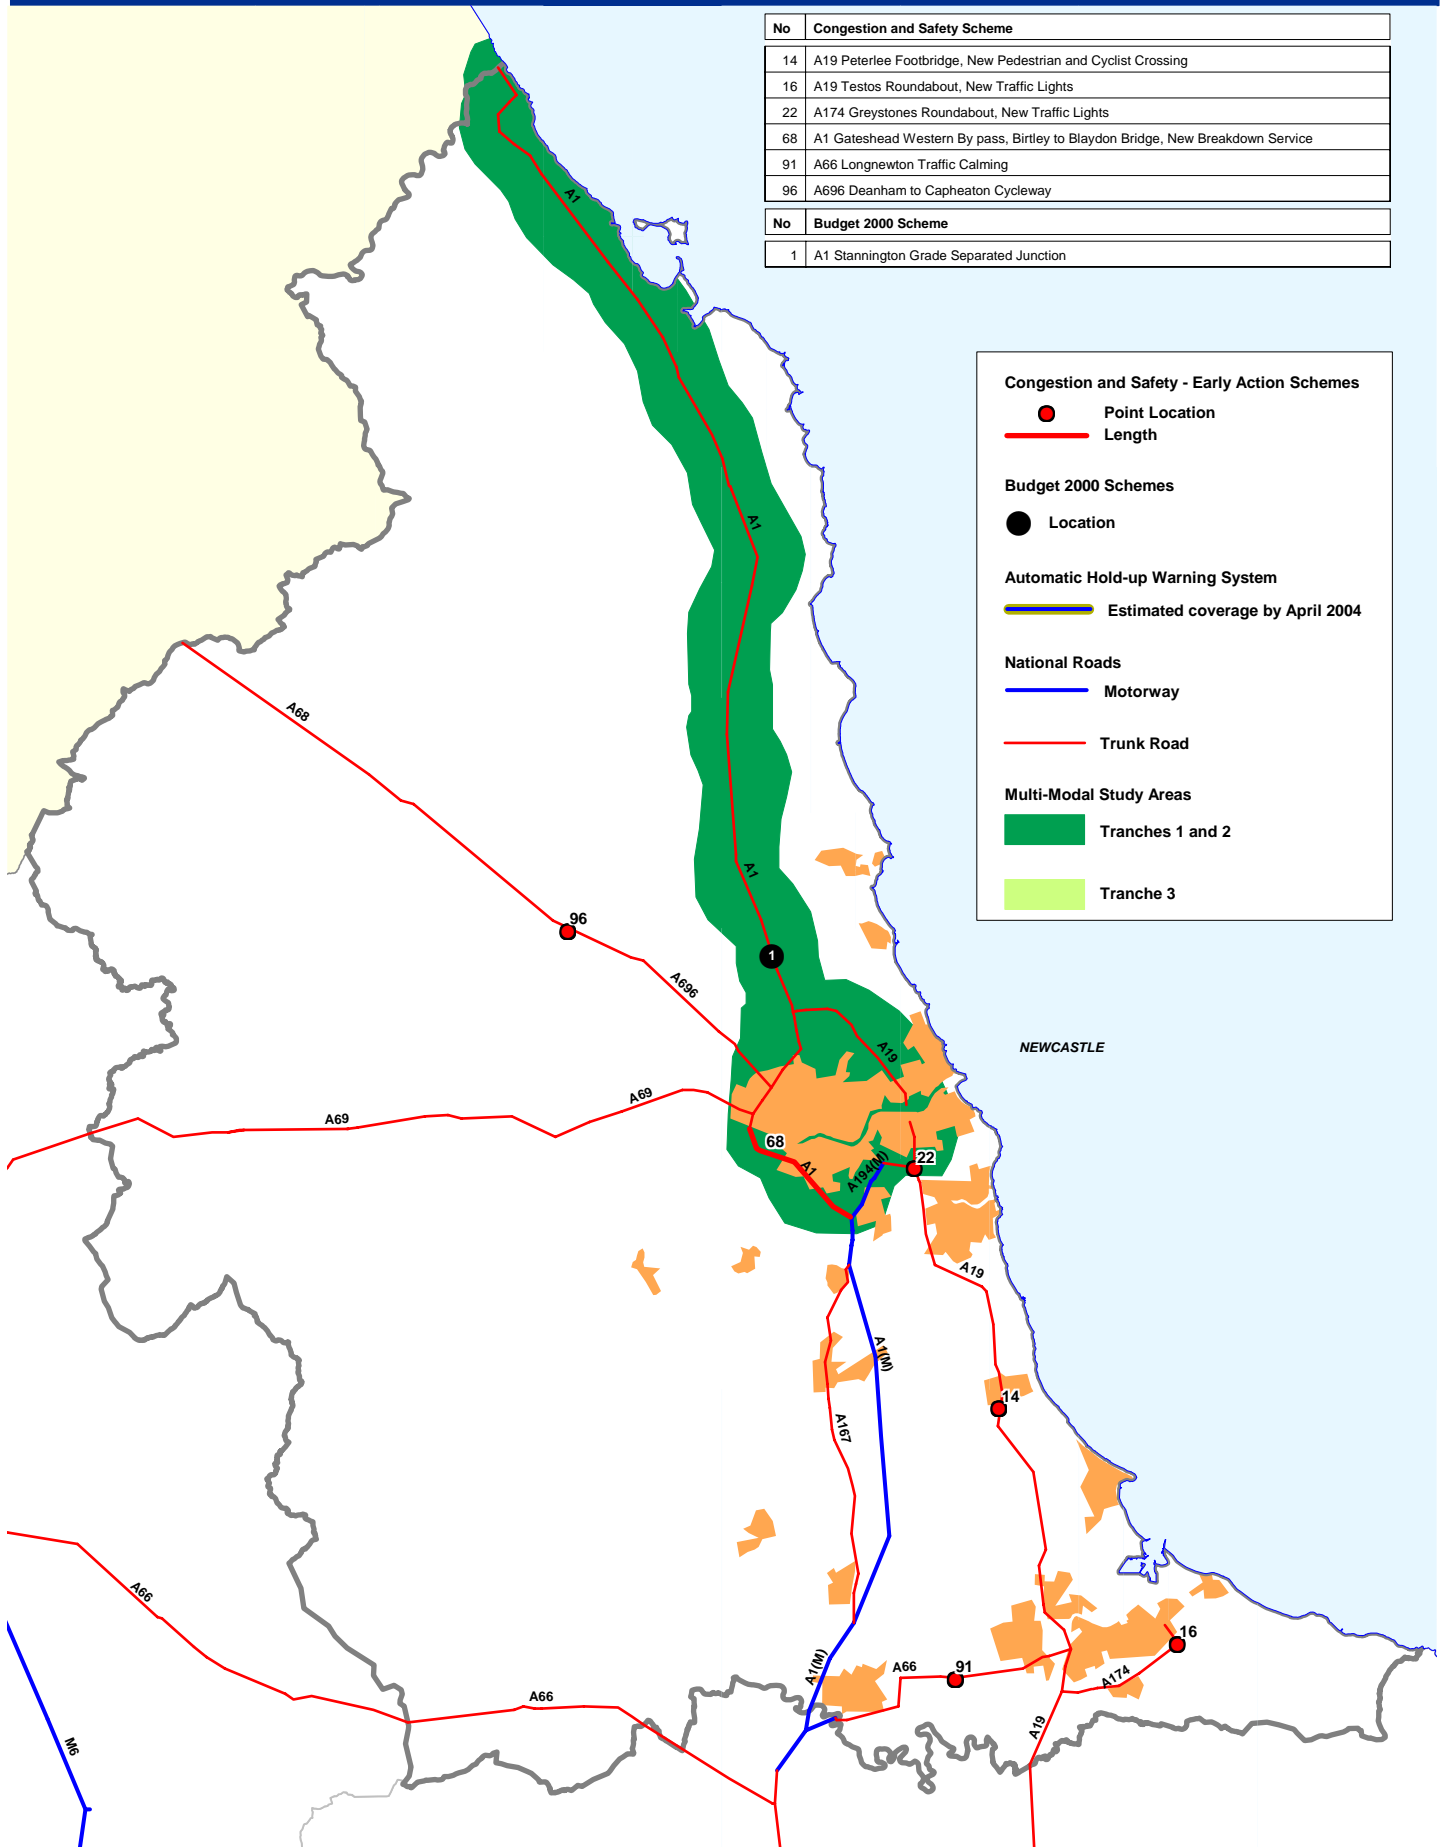 No Congestion and Safety Scheme
14 A19 Peterlee Footbridge, New Pedestrian and Cyclist Crossing
16 A19 Testos Roundabout, New Traffic Lights
22 A174 Greystones Roundabout, New Traffic Lights
68 A1 Gateshead Western By pass, Birtley to Blaydon Bridge, New Breakdown Service
91 A66 Longnewton Traffic Calming
96 A696 Deanham to Capheaton Cycleway
No Budget 2000 Scheme
1 A1 Stannington Grade Separated Junction
Congestion and Safety - Early Action Schemes
Point Location
Length
Budget 2000 Schemes
Location
Automatic Hold-up Warning System
Estimated coverage by April 2004
National Roads
Motorway
Trunk Road
Multi-Modal Study Areas
Tranches 1 and 2
Tranche 3
A1
A1
A68
A1
96
1
A696
NEWCASTLE
A19
A69
A69
68
22
A1
A194(M)
A19
A1(M)
14
A167
A66
16
A1(M)
A66
91
A174
A66
A19
M6